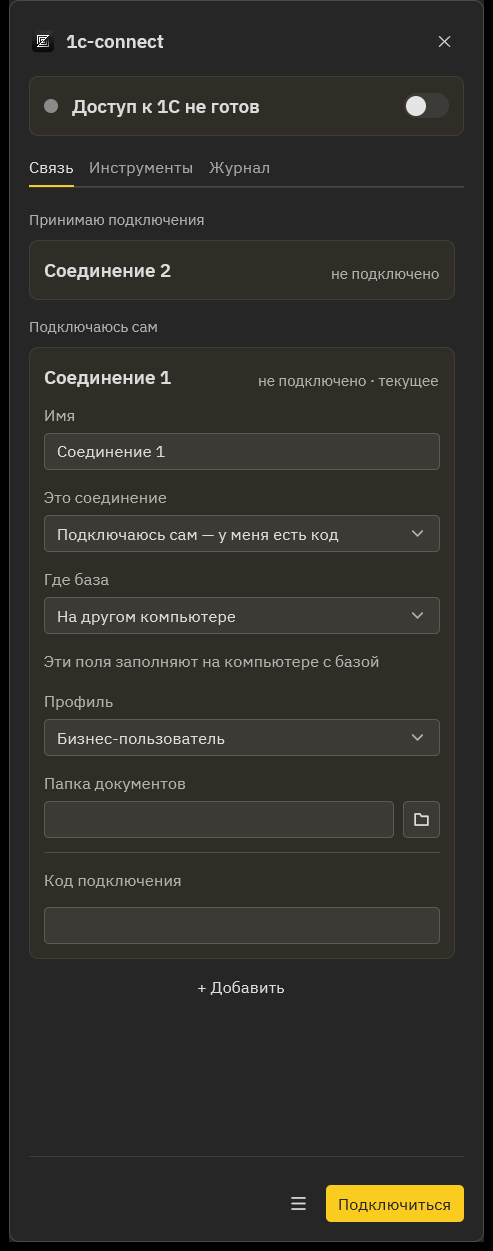 1c-connect
Доступ к 1С не готов
Связь Инструменты Журнал
Принимаю подключения
Соединение 2 не подключено
Подключаюсь сам
Соединение 1 не подключено · текущее
Имя
Соединение 1
Это соединение
Подключаюсь сам — у меня есть код
Где база
На другом компьютере
Эти поля заполняют на компьютере с базой
Профиль
Бизнес-пользователь
Папка документов
Код подключения
+ Добавить
Подключиться